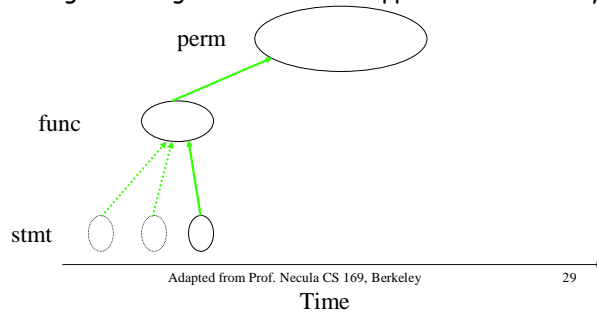 perm
func
stmt
Adapted from Prof. Necula CS 169, Berkeley 29
Time